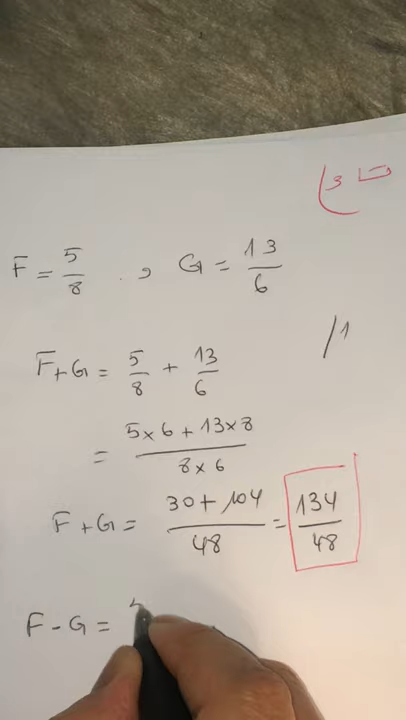 ت 3
F = 5/8 و G = 13/6
/1
F+G = 5/8 + 13/6
= 5×6+13×8 / 8×6
F+G = 30+104 / 48 = 134/48
F-G =